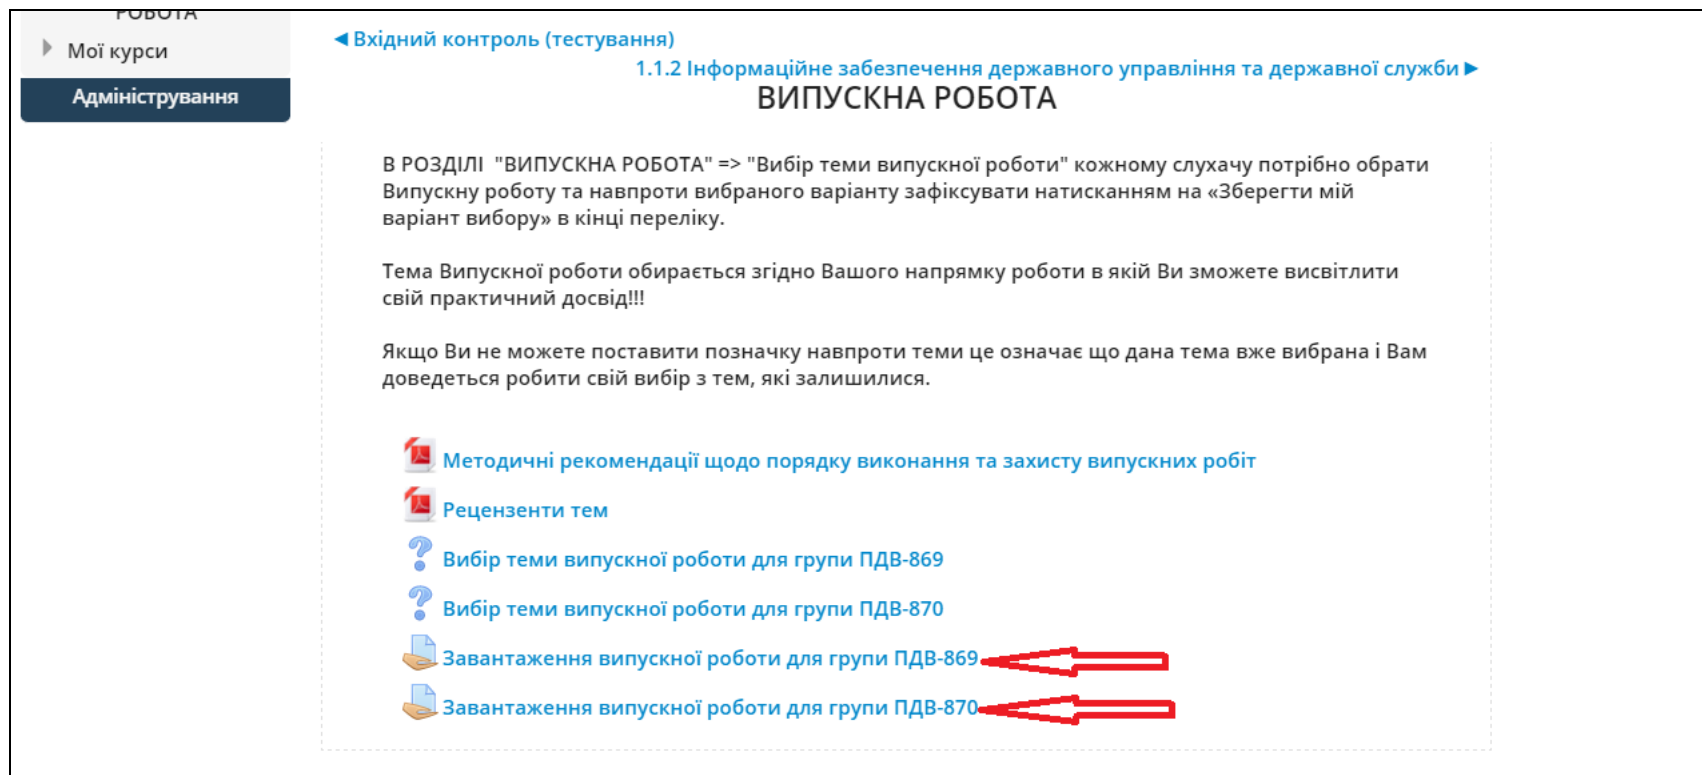 РОБОТА
Мої курси
Адміністрування
◄Вхідний контроль (тестування)
1.1.2 Інформаційне забезпечення державного управління та державної служби►
ВИПУСКНА РОБОТА
В РОЗДІЛІ "ВИПУСКНА РОБОТА" => "Вибір теми випускної роботи" кожному слухачу потрібно обрати
Випускну роботу та навпроти вибраного варіанту зафіксувати натисканням на «Зберегти мій
варіант вибору» в кінці переліку.
Тема Випускної роботи обирається згідно Вашого напрямку роботи в якій Ви зможете висвітлити
свій практичний досвід!!!
Якщо Ви не можете поставити позначку навпроти теми це означає що дана тема вже вибрана і Вам
доведеться робити свій вибір з тем, які залишилися.
Методичні рекомендації щодо порядку виконання та захисту випускних робіт
Рецензенти тем
Вибір теми випускної роботи для групи ПДВ-869
Вибір теми випускної роботи для групи ПДВ-870
Завантаження випускної роботи для групи ПДВ-869
Завантаження випускної роботи для групи ПДВ-870